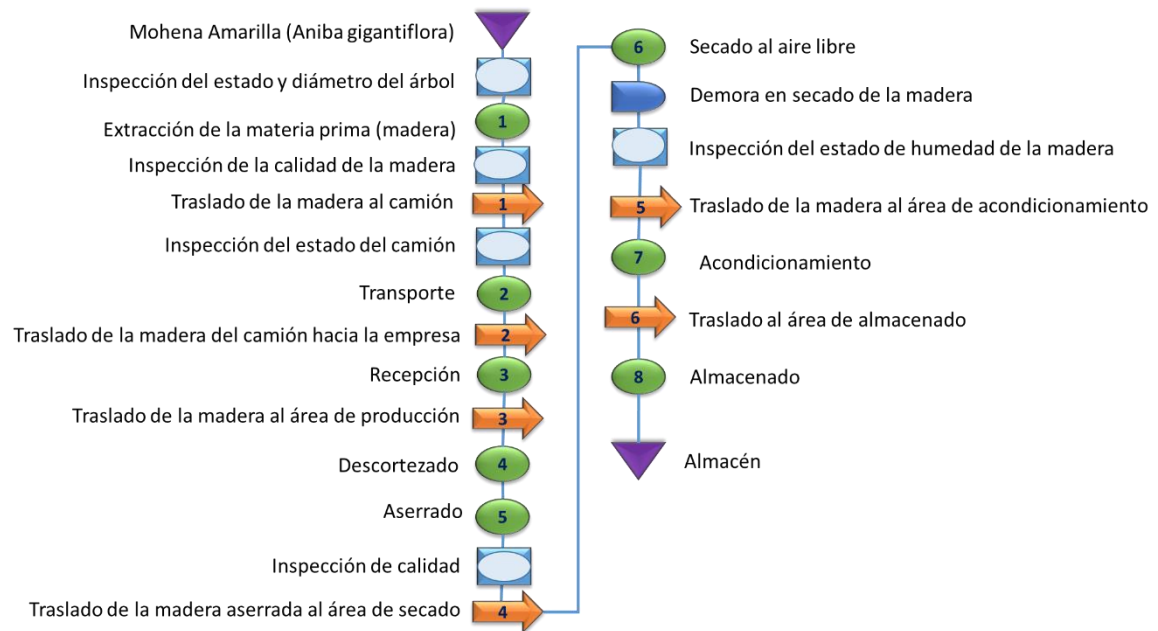 Mohena Amarilla (Aniba gigantiflora)
Inspección del estado y diámetro del árbol
Extracción de la materia prima (madera)
1
Inspección de la calidad de la madera
Traslado de la madera al camión
1
Inspección del estado del camión
Transporte
2
Traslado de la madera del camión hacia la empresa
2
Recepción
3
Traslado de la madera al área de producción
3
Descortezado
4
Aserrado
5
Inspección de calidad
Traslado de la madera aserrada al área de secado
4
6
Secado al aire libre
Demora en secado de la madera
Inspección del estado de humedad de la madera
5
Traslado de la madera al área de acondicionamiento
7
Acondicionamiento
6
Traslado al área de almacenado
8
Almacenado
Almacén